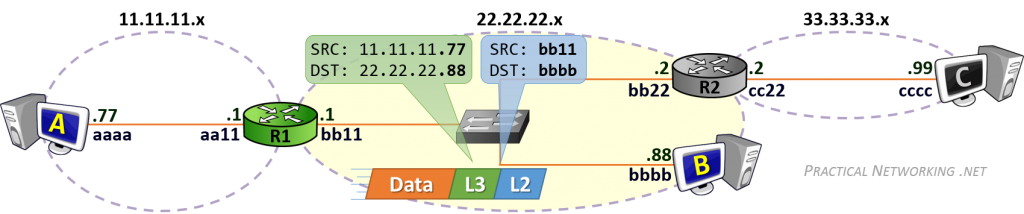 11.11.11.x
22.22.22.x
33.33.33.x
SRC: 11.11.11.77
DST: 22.22.22.88
SRC: bb11
DST: bbbb
.77
aaaa
A
.1
aa11
R1
.1
bb11
.2
bb22
R2
.2
cc22
.99
cccc
C
.88
bbbb
B
Data
L3
L2
PRACTICAL NETWORKING .NET